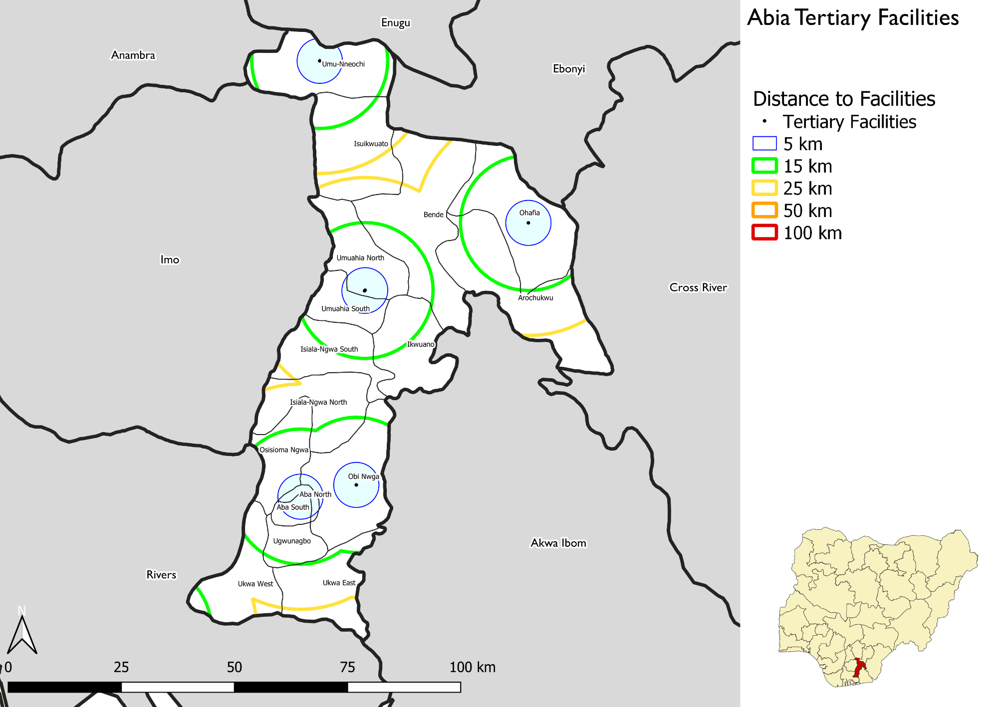 Abia Tertiary Facilities
Enugu
Anambra
Umu-Nneochi
Ebonyi
Distance to Facilities
Tertiary Facilities
5 km
15 km
25 km
50 km
100 km
Isuikwuato
Bende
Ohafia
Umuahia North
Imo
Cross River
Arochukwu
Umuahia South
Ikwuano
Isiala-Ngwa South
Isiala-Ngwa North
Osisioma Ngwa
Obi Nwga
Aba North
Aba South
Ugwunagbo
Akwa Ibom
Rivers
Ukwa West
Ukwa East
N
0 25 50 75 100 km